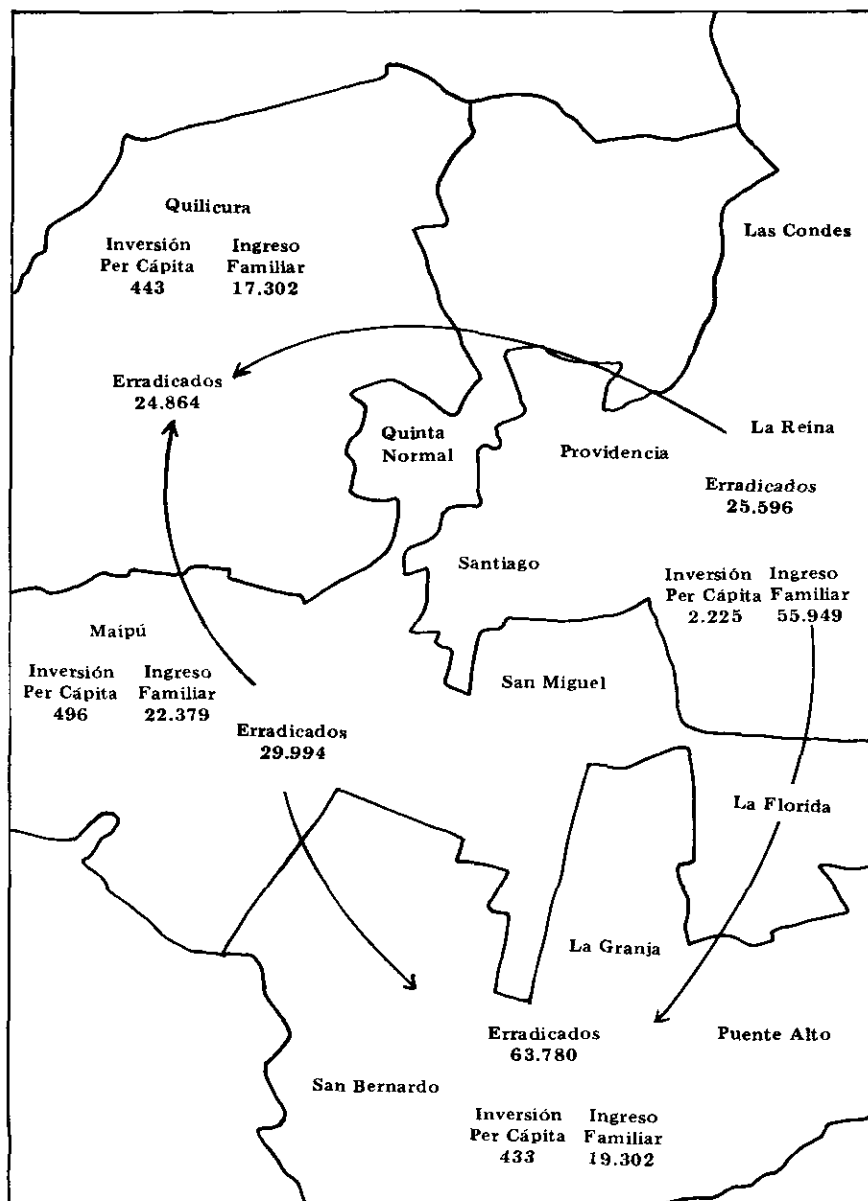 Quilicura
Inversión Ingreso
Per Cápita Familiar
443 17.302
Las Condes
Erradicados
24.864
Quinta
Normal
Providencia
La Reina
Erradicados
25.596
Santiago
Inversión Ingreso
Per Cápita Familiar
2.225 55.949
Maipú
Inversión Ingreso
Per Cápita Familiar
496 22.379
San Miguel
Erradicados
29.994
La Florida
La Granja
Erradicados
63.780
Puente Alto
San Bernardo
Inversión Ingreso
Per Cápita Familiar
433 19.302